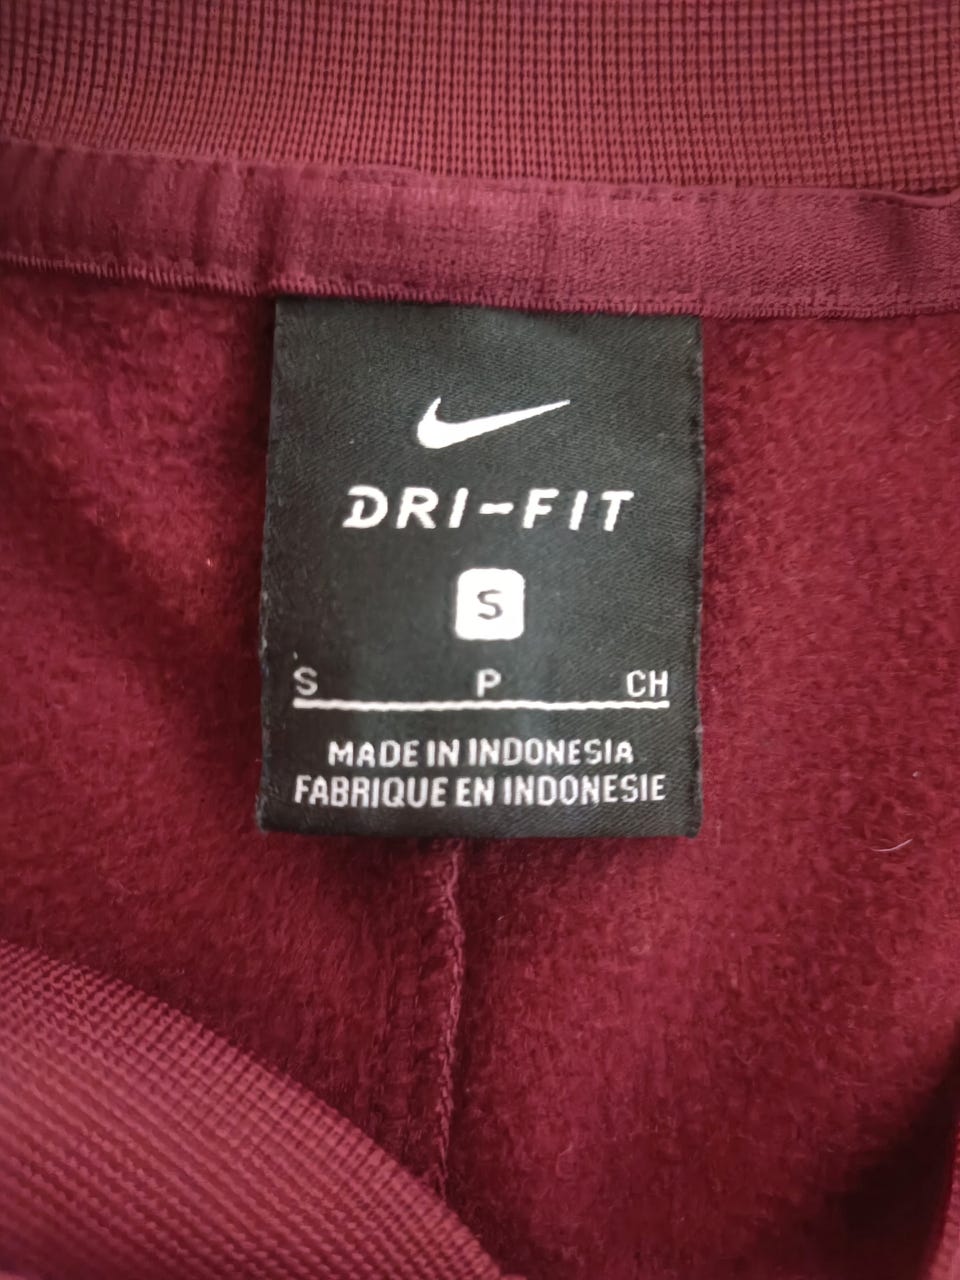 DRI-FIT
S
S P CH
MADE IN INDONESIA
FABRIQUE EN INDONESIE